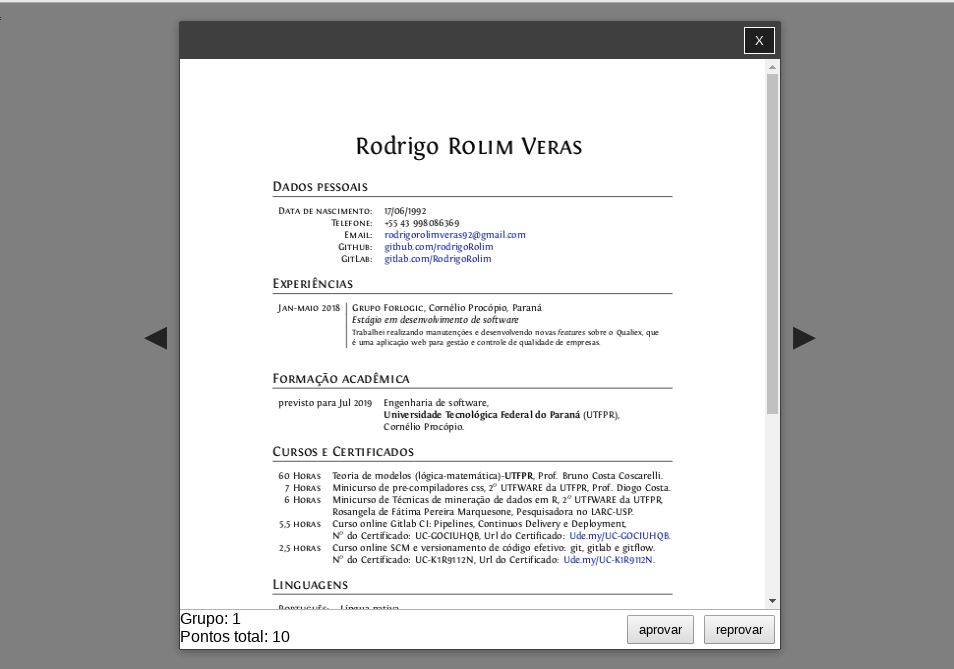 X
Rodrigo Rolim Veras
Dados pessoais
Data de nascimento: 17/06/1992
Telefone: +55 43 998086369
Email: rodrigorolimveras92@gmail.com
Github: github.com/rodrigoRolim
GitLab: gitlab.com/RodrigoRolim
Experiências
Jan-maio 2018 Grupo Forlogic, Cornélio Procópio, Paraná
Estágio em desenvolvimento de software
Trabalhei realizando manutenções e desenvolvendo novas features sobre o Qualiex, que
é uma aplicação web para gestão e controle de qualidade de empresas.
Formação acadêmica
previsto para Jul 2019 Engenharia de software,
Universidade Tecnológica Federal do Paraná (UTFPR),
Cornélio Procópio.
Cursos e Certificados
60 Horas Teoria de modelos (lógica-matemática)-UTFPR, Prof. Bruno Costa Coscarelli.
7 Horas Minicurso de pre-compiladores css, 2º UTFWARE da UTFPR, Prof. Diogo Costa.
6 Horas Minicurso de Técnicas de mineração de dados em R, 2º UTFWARE da UTFPR,
Rosangela de Fátima Pereira Marquesone, Pesquisadora no LARC-USP.
5,5 horas Curso online Gitlab CI: Pipelines, Continuos Delivery e Deployment,
Nº do Certificado: UC-G0CIUHQB, Url do Certificado: Ude.my/UC-G0CIUHQB.
2,5 horas Curso online SCM e versionamento de código efetivo: git, gitlab e gitflow.
Nº do Certificado: UC-K1R9112N, Url do Certificado: Ude.my/UC-K1R9112N.
Linguagens
Português: Língua nativa
Grupo: 1
Pontos total: 10
aprovar reprovar